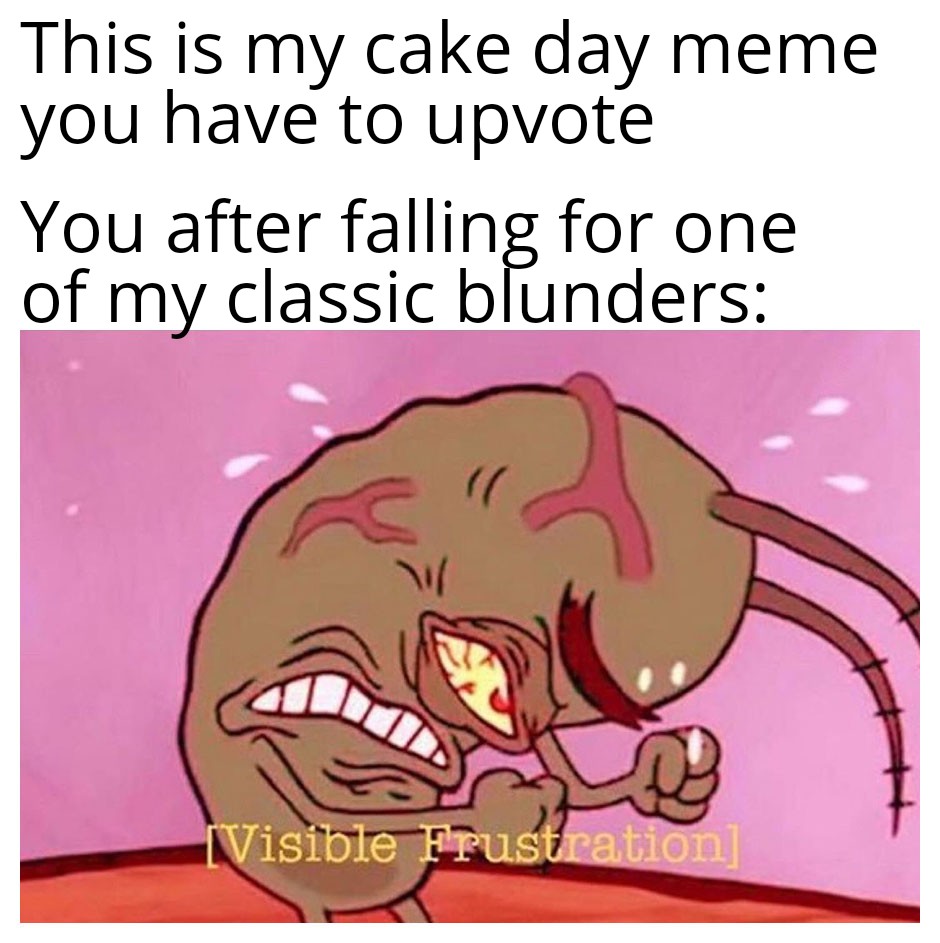 This is my cake day meme
you have to upvote
You after falling for one
of my classic blunders:
[Visible Frustration]